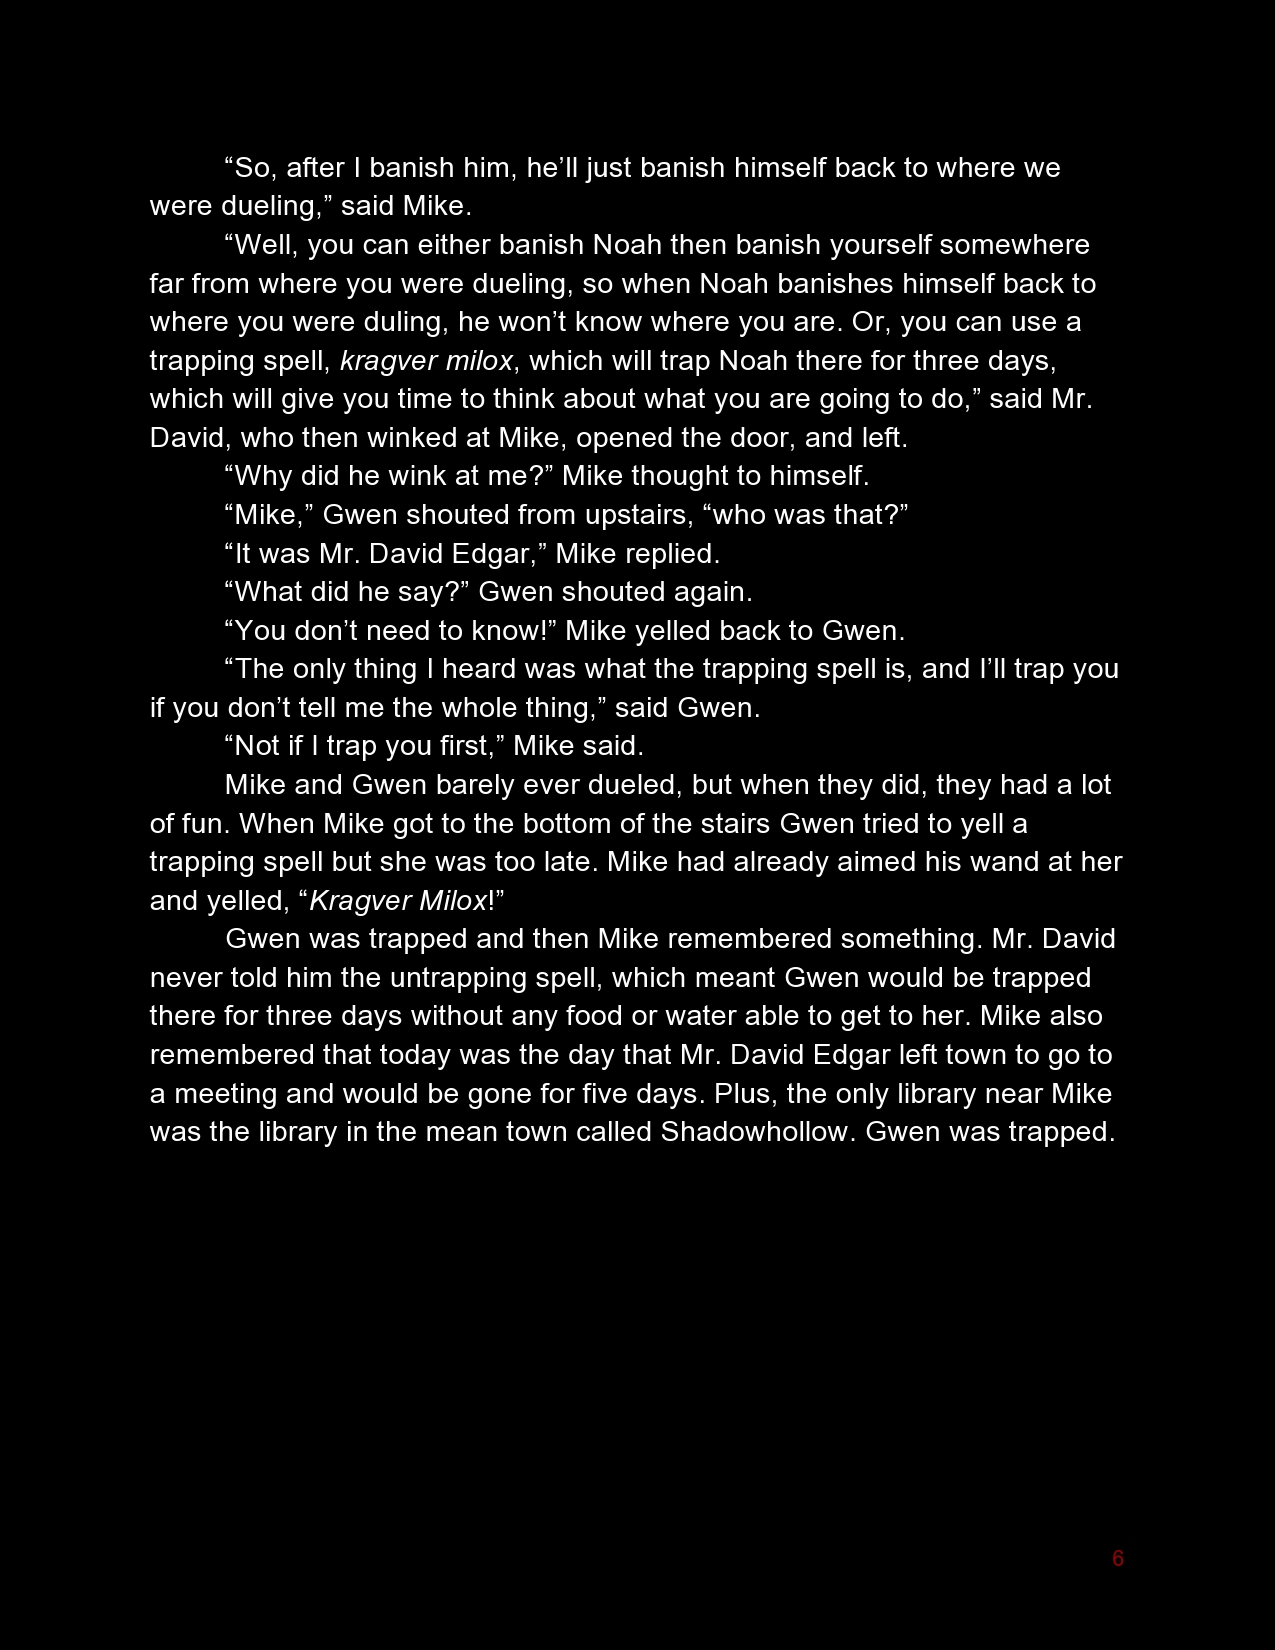 “So, after I banish him, he’ll just banish himself back to where we
were dueling,” said Mike.
“Well, you can either banish Noah then banish yourself somewhere
far from where you were dueling, so when Noah banishes himself back to
where you were duling, he won’t know where you are. Or, you can use a
trapping spell, kragver milox, which will trap Noah there for three days,
which will give you time to think about what you are going to do,” said Mr.
David, who then winked at Mike, opened the door, and left.
“Why did he wink at me?” Mike thought to himself.
“Mike,” Gwen shouted from upstairs, “who was that?”
“It was Mr. David Edgar,” Mike replied.
“What did he say?” Gwen shouted again.
“You don’t need to know!” Mike yelled back to Gwen.
“The only thing I heard was what the trapping spell is, and I’ll trap you
if you don’t tell me the whole thing,” said Gwen.
“Not if I trap you first,” Mike said.
Mike and Gwen barely ever dueled, but when they did, they had a lot
of fun. When Mike got to the bottom of the stairs Gwen tried to yell a
trapping spell but she was too late. Mike had already aimed his wand at her
and yelled, “Kragver Milox!”
Gwen was trapped and then Mike remembered something. Mr. David
never told him the untrapping spell, which meant Gwen would be trapped
there for three days without any food or water able to get to her. Mike also
remembered that today was the day that Mr. David Edgar left town to go to
a meeting and would be gone for five days. Plus, the only library near Mike
was the library in the mean town called Shadowhollow. Gwen was trapped.
6